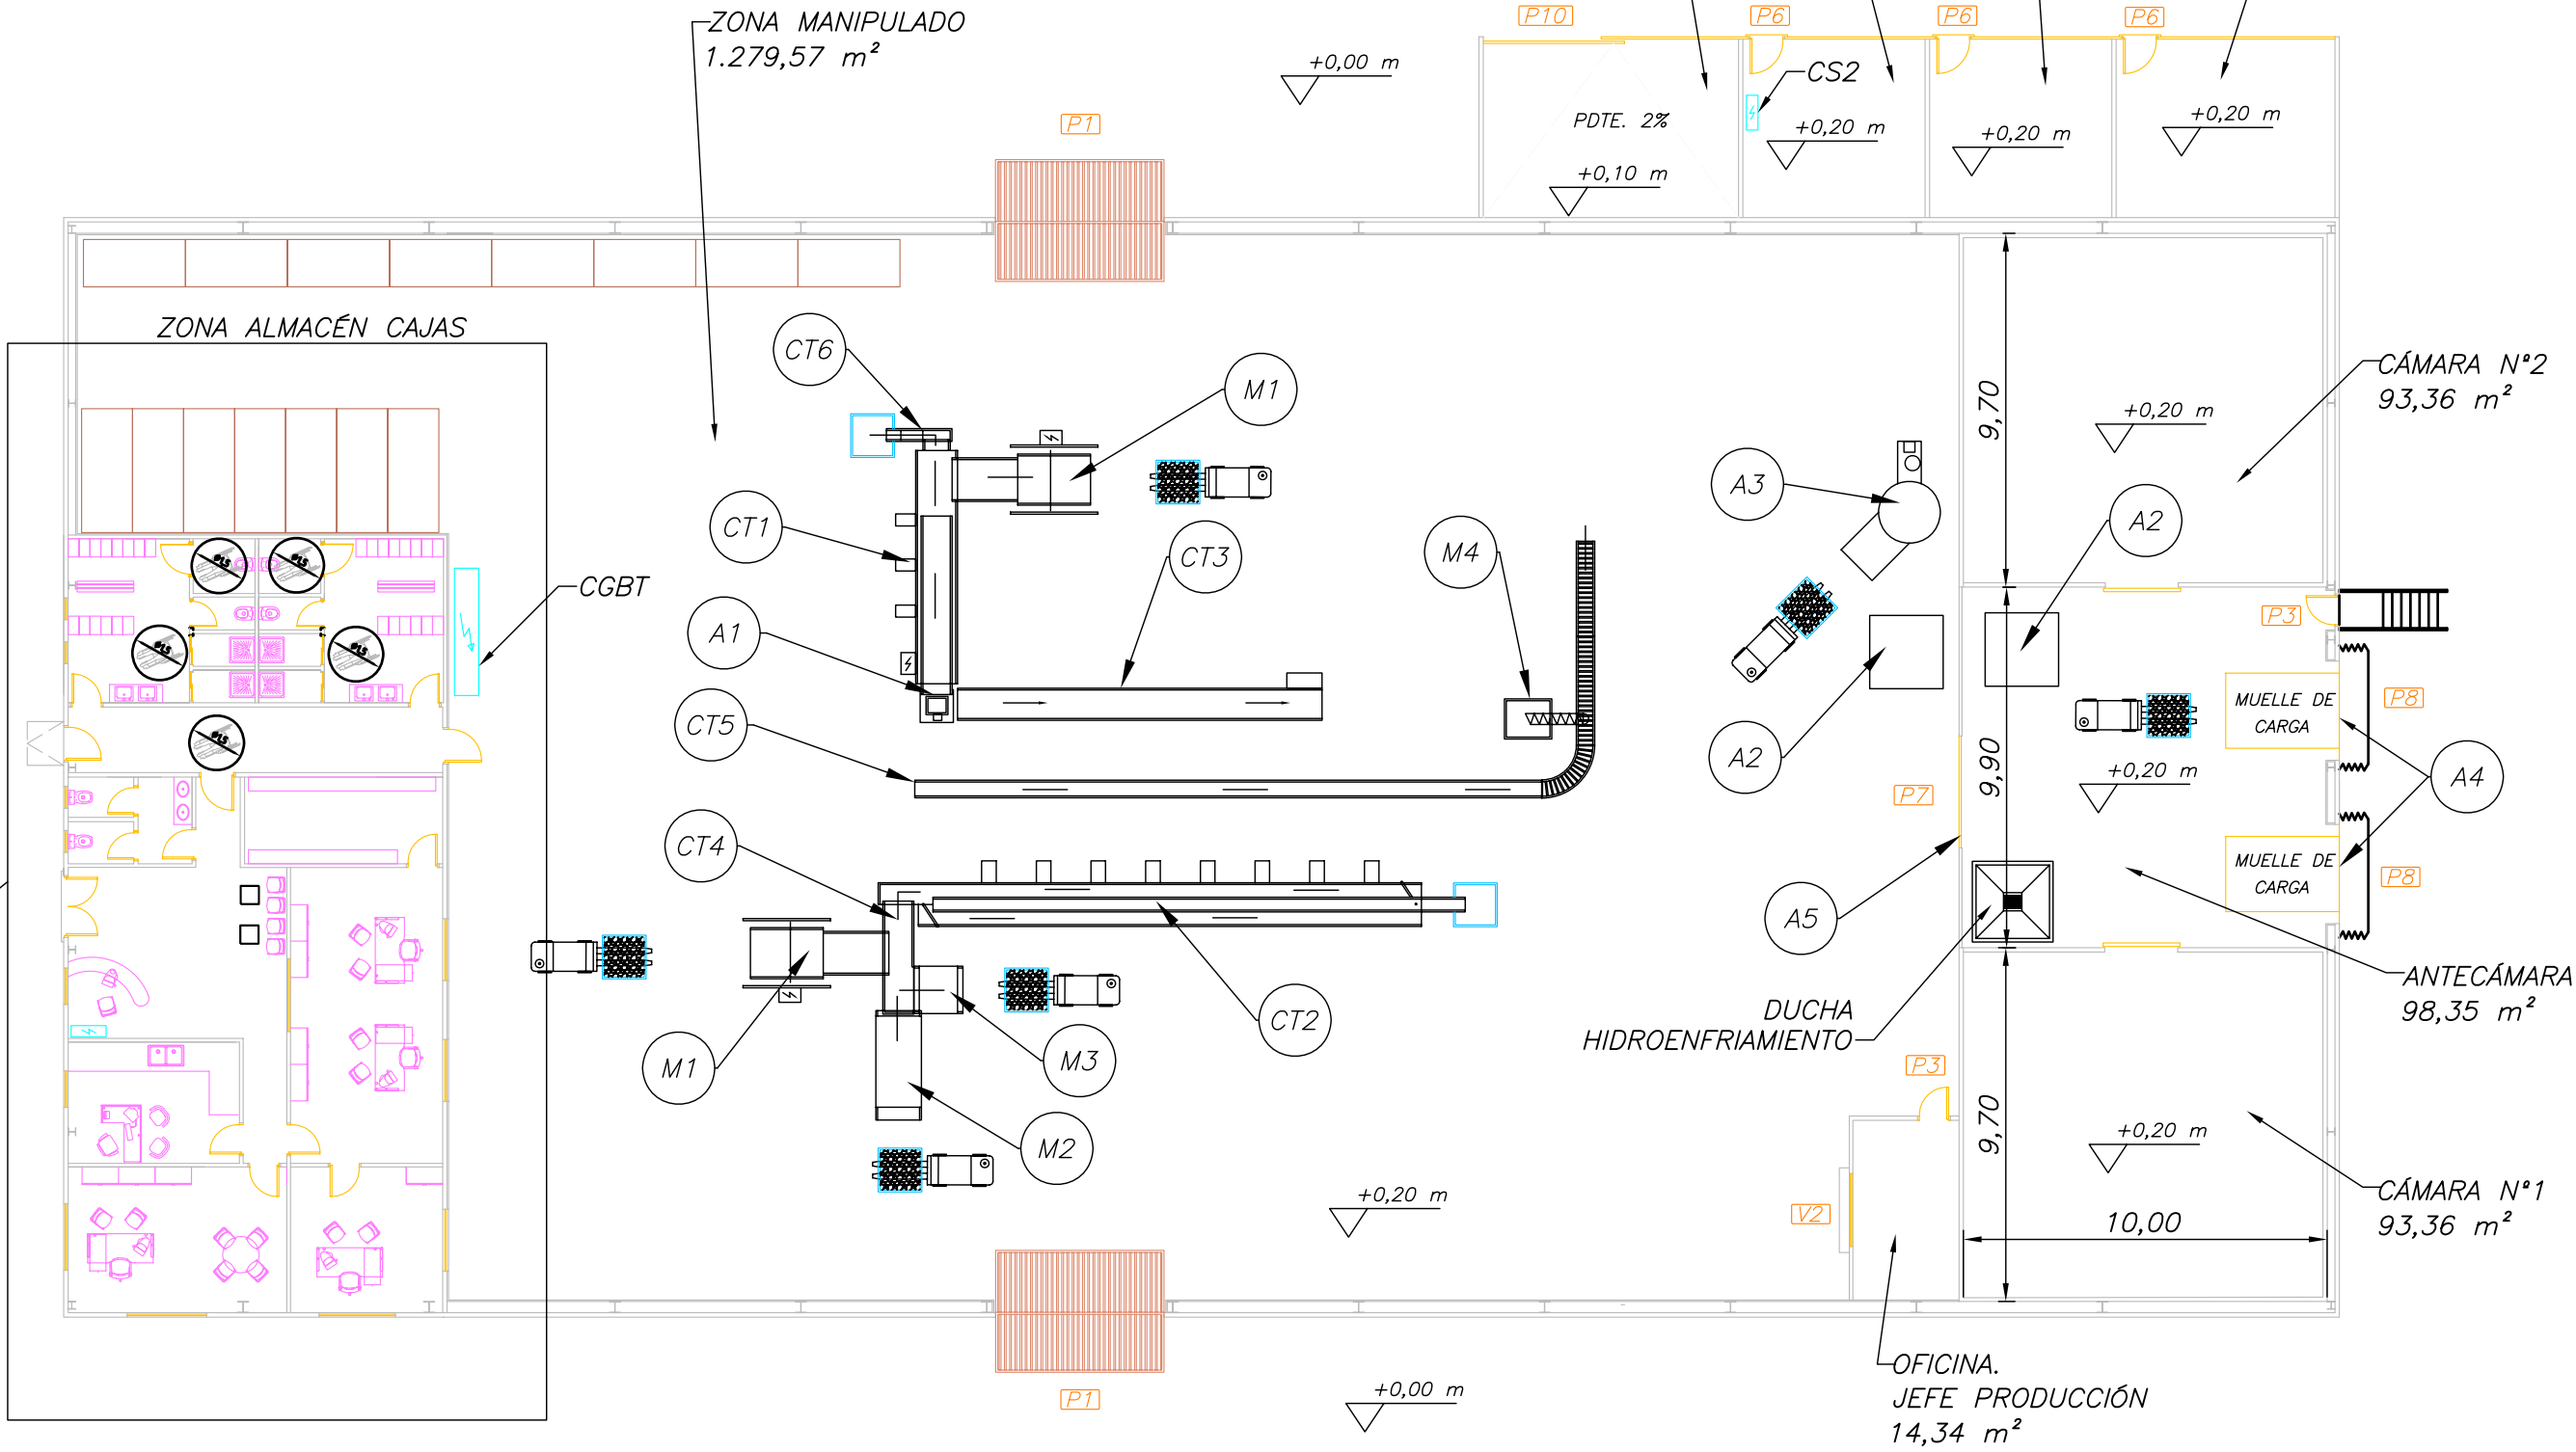 ZONA MANIPULADO
1.279,57 m²
P10
P6
P6
P6
+0,00 m
CS2
P1
PDTE. 2%
+0,20 m
+0,20 m
+0,20 m
+0,10 m
ZONA ALMACÉN CAJAS
CT6
M1
CÁMARA Nº2
93,36 m²
9,70
+0,20 m
CT1
CT3
M4
A3
A2
CGBT
A1
P3
CT5
A2
MUELLE DE
CARGA
P8
+0,20 m
A4
P7
9,90
CT4
MUELLE DE
CARGA
P8
A5
ANTECÁMARA
98,35 m²
DUCHA
HIDROENFRIAMIENTO
CT2
M1
M3
P3
M2
9,70
+0,20 m
+0,20 m
CÁMARA Nº1
93,36 m²
V2
10,00
OFICINA.
JEFE PRODUCCIÓN
14,34 m²
P1
+0,00 m